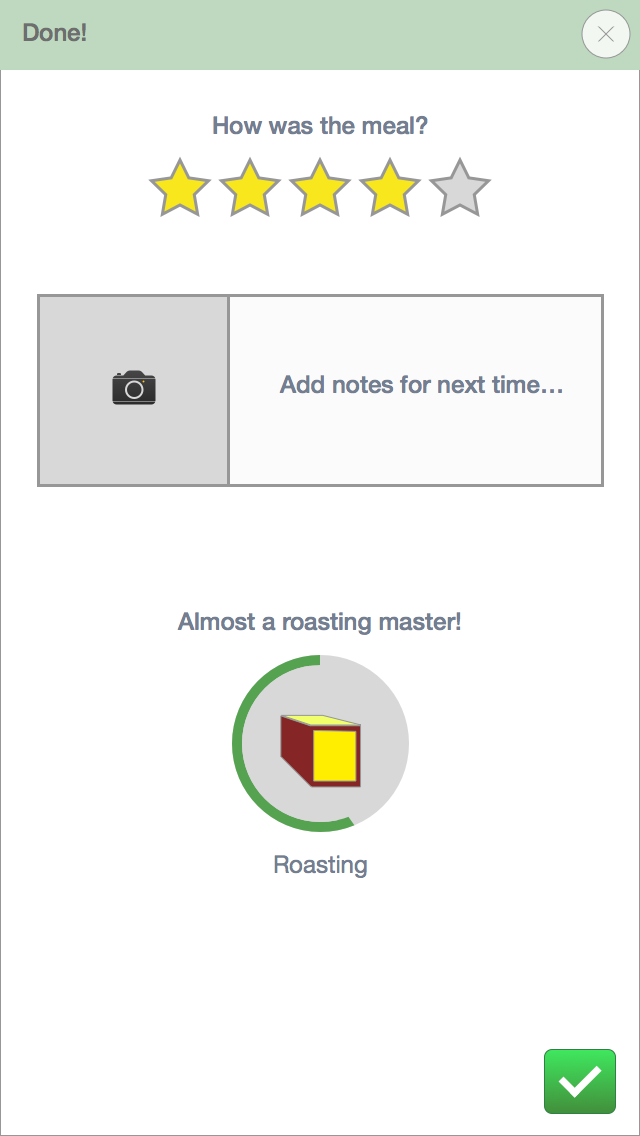 Done!
How was the meal?
Add notes for next time...
Almost a roasting master!
Roasting